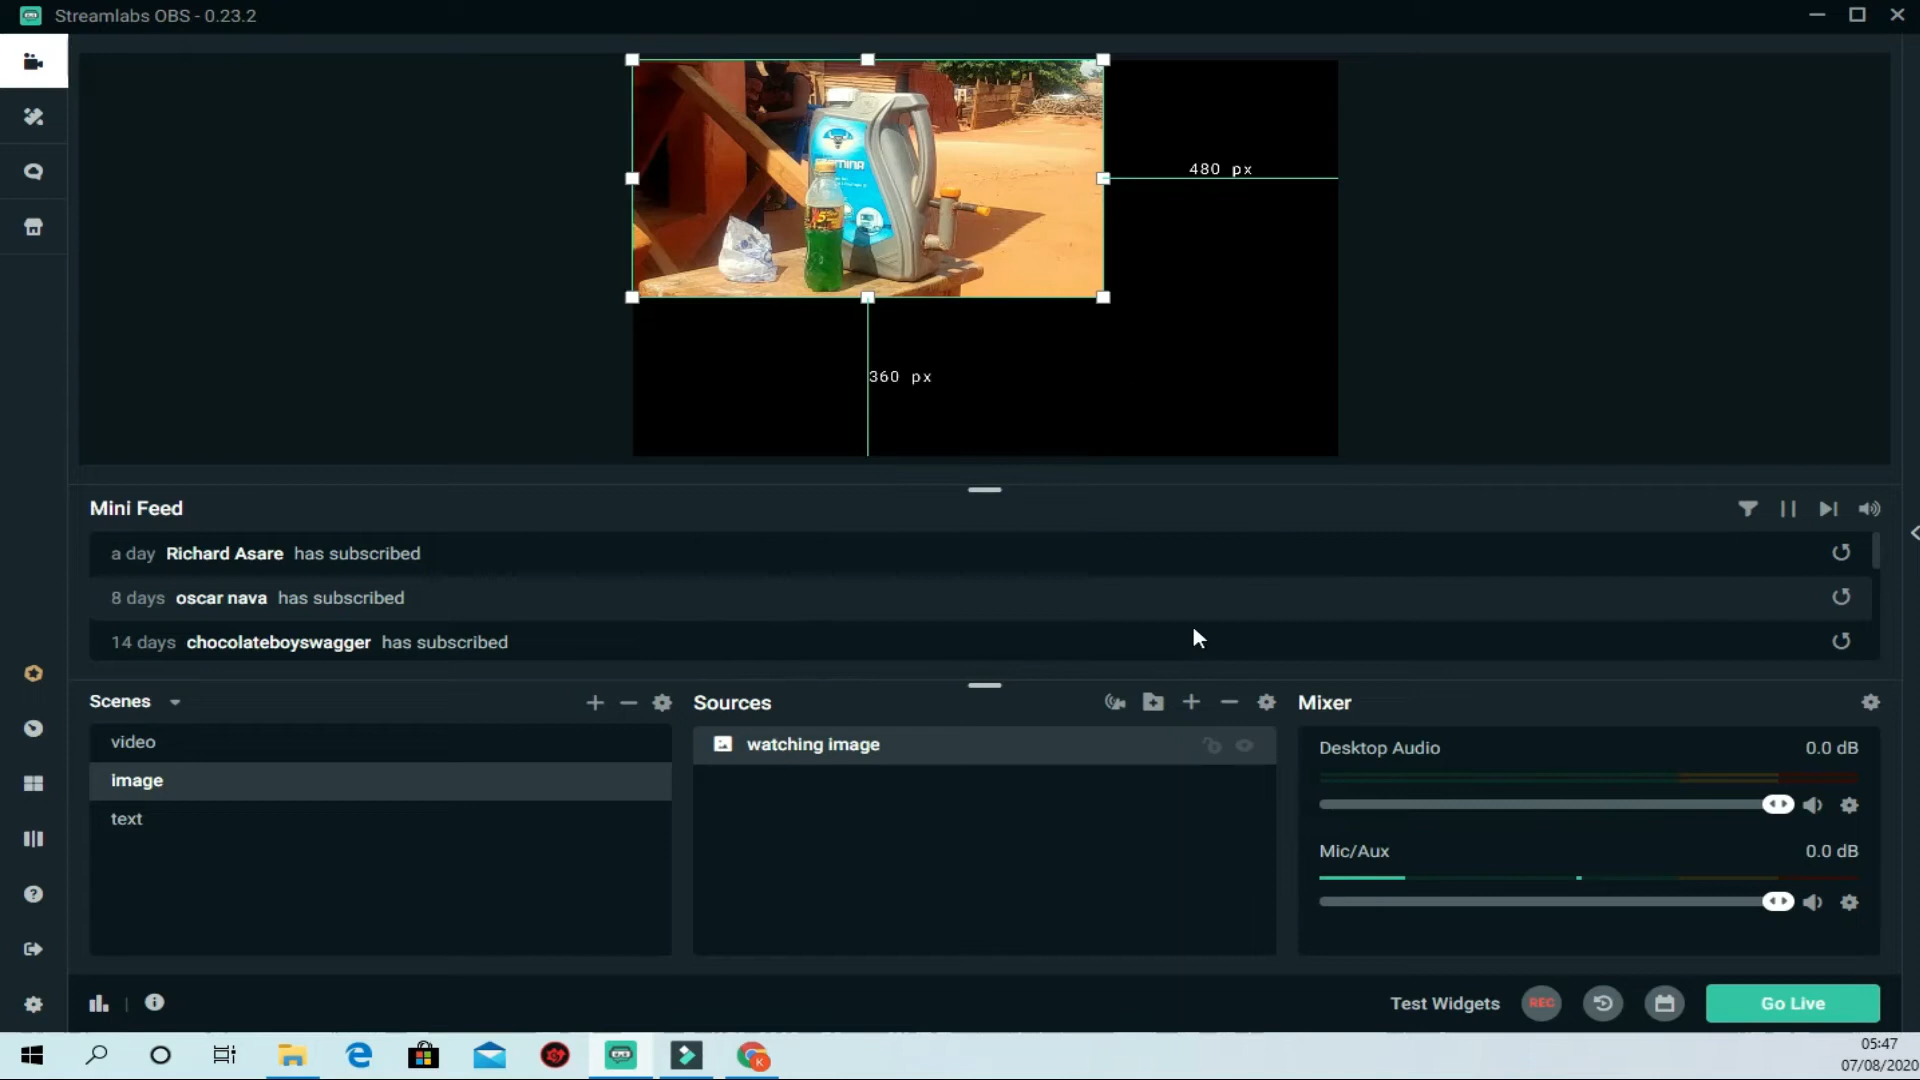 Streamlabs OBS - 0.23.2
STAMINA
480 px
360 px
Mini Feed
a day Richard Asare has subscribed
8 days oscar nava has subscribed
14 days chocolateboyswagger has subscribed
Scenes
Sources
Mixer
video
image
text
watching image
Desktop Audio 0.0 dB
Mic/Aux 0.0 dB
Test Widgets
REC
Go Live
K
05:47
07/08/2020